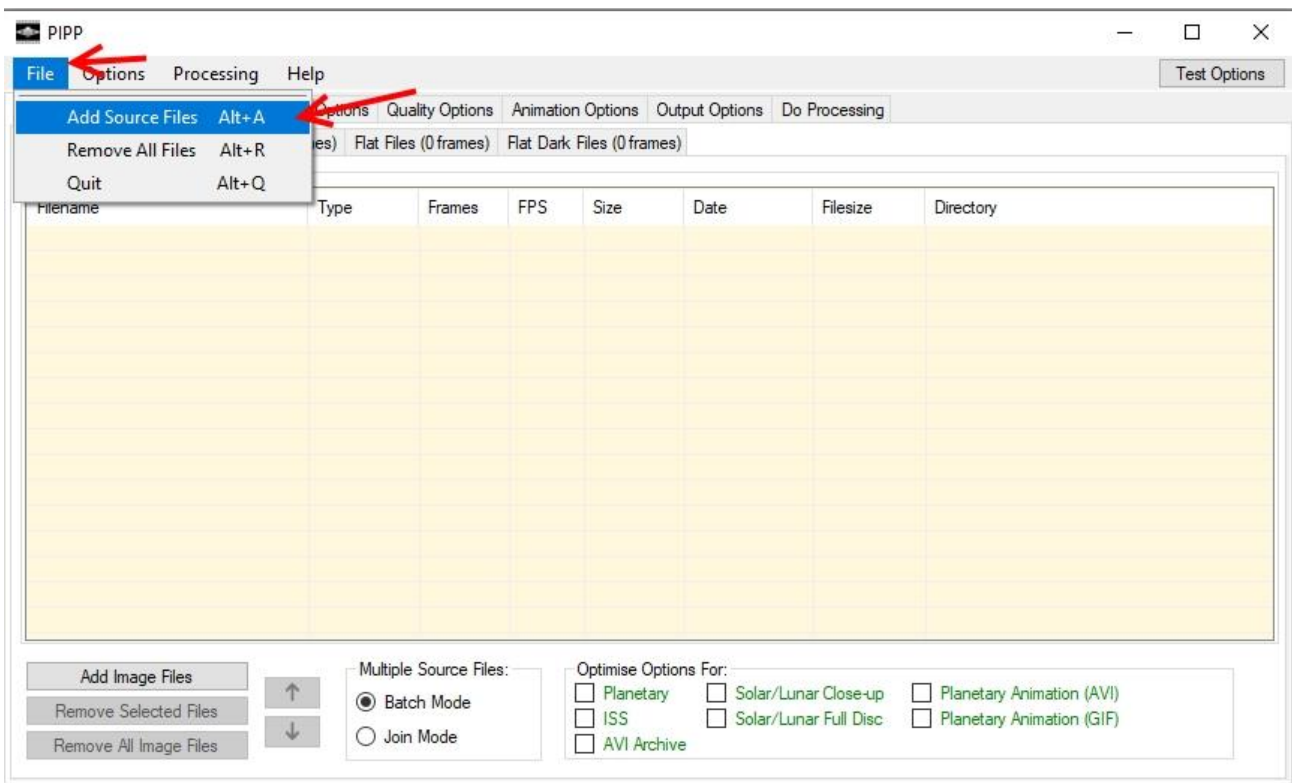 PIPP
File Options Processing Help Test Options
Add Source Files Alt+A
Remove All Files Alt+R
Quit Alt+Q
Options Quality Options Animation Options Output Options Do Processing
es) Flat Files (0 frames) Flat Dark Files (0 frames)
Filename Type Frames FPS Size Date Filesize Directory
Add Image Files
Remove Selected Files
Remove All Image Files
Multiple Source Files:
Batch Mode
Join Mode
Optimise Options For:
Planetary Solar/Lunar Close-up Planetary Animation (AVI)
ISS Solar/Lunar Full Disc Planetary Animation (GIF)
AVI Archive